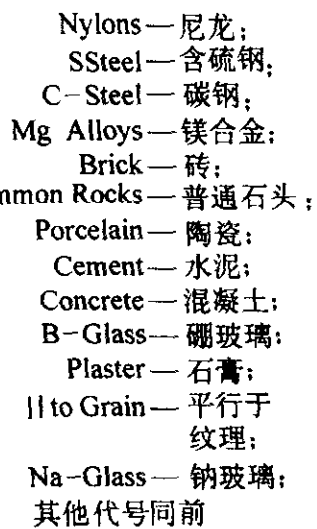 Nylons—尼龙;
SSteel—含硫钢;
C-Steel—碳钢;
Mg Alloys—镁合金;
Brick—砖;
mmon Rocks—普通石头;
Porcelain—陶瓷;
Cement—水泥;
Concrete—混凝土;
B-Glass—硼玻璃;
Plaster—石膏;
|| to Grain—平行于
纹理;
Na-Glass—钠玻璃;
其他代号同前